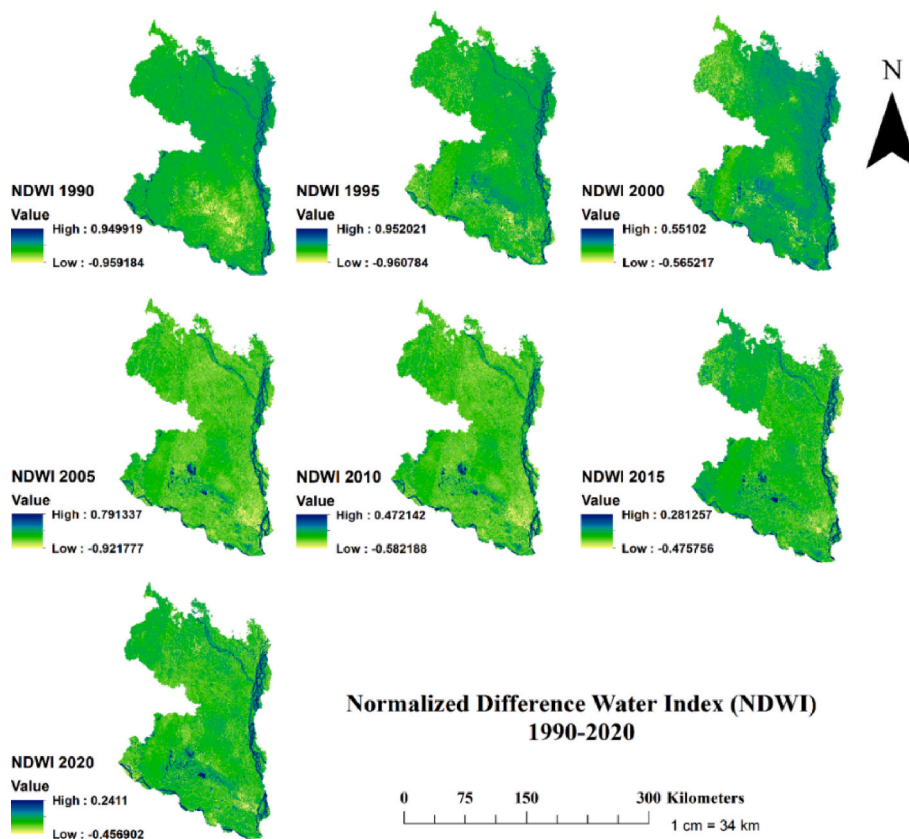 N
NDWI 1990
Value
High : 0.949919
Low : -0.959184
NDWI 1995
Value
High : 0.952021
Low : -0.960784
NDWI 2000
Value
High : 0.55102
Low : -0.565217
NDWI 2005
Value
High : 0.791337
Low : -0.921777
NDWI 2010
Value
High : 0.472142
Low : -0.582188
NDWI 2015
Value
High : 0.281257
Low : -0.475756
NDWI 2020
Value
High : 0.2411
Low : -0.456902
Normalized Difference Water Index (NDWI)
1990-2020
0 75 150 300 Kilometers
1 cm = 34 km